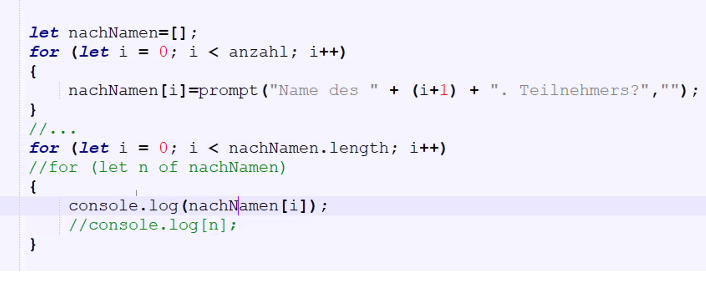 let nachNamen=[];
for (let i = 0; i < anzahl; i++)
{
    nachNamen[i]=prompt("Name des " + (i+1) + ". Teilnehmers?","");
}
//...
for (let i = 0; i < nachNamen.length; i++)
//for (let n of nachNamen)
{
    console.log(nachNamen[i]);
    //console.log[n];
}